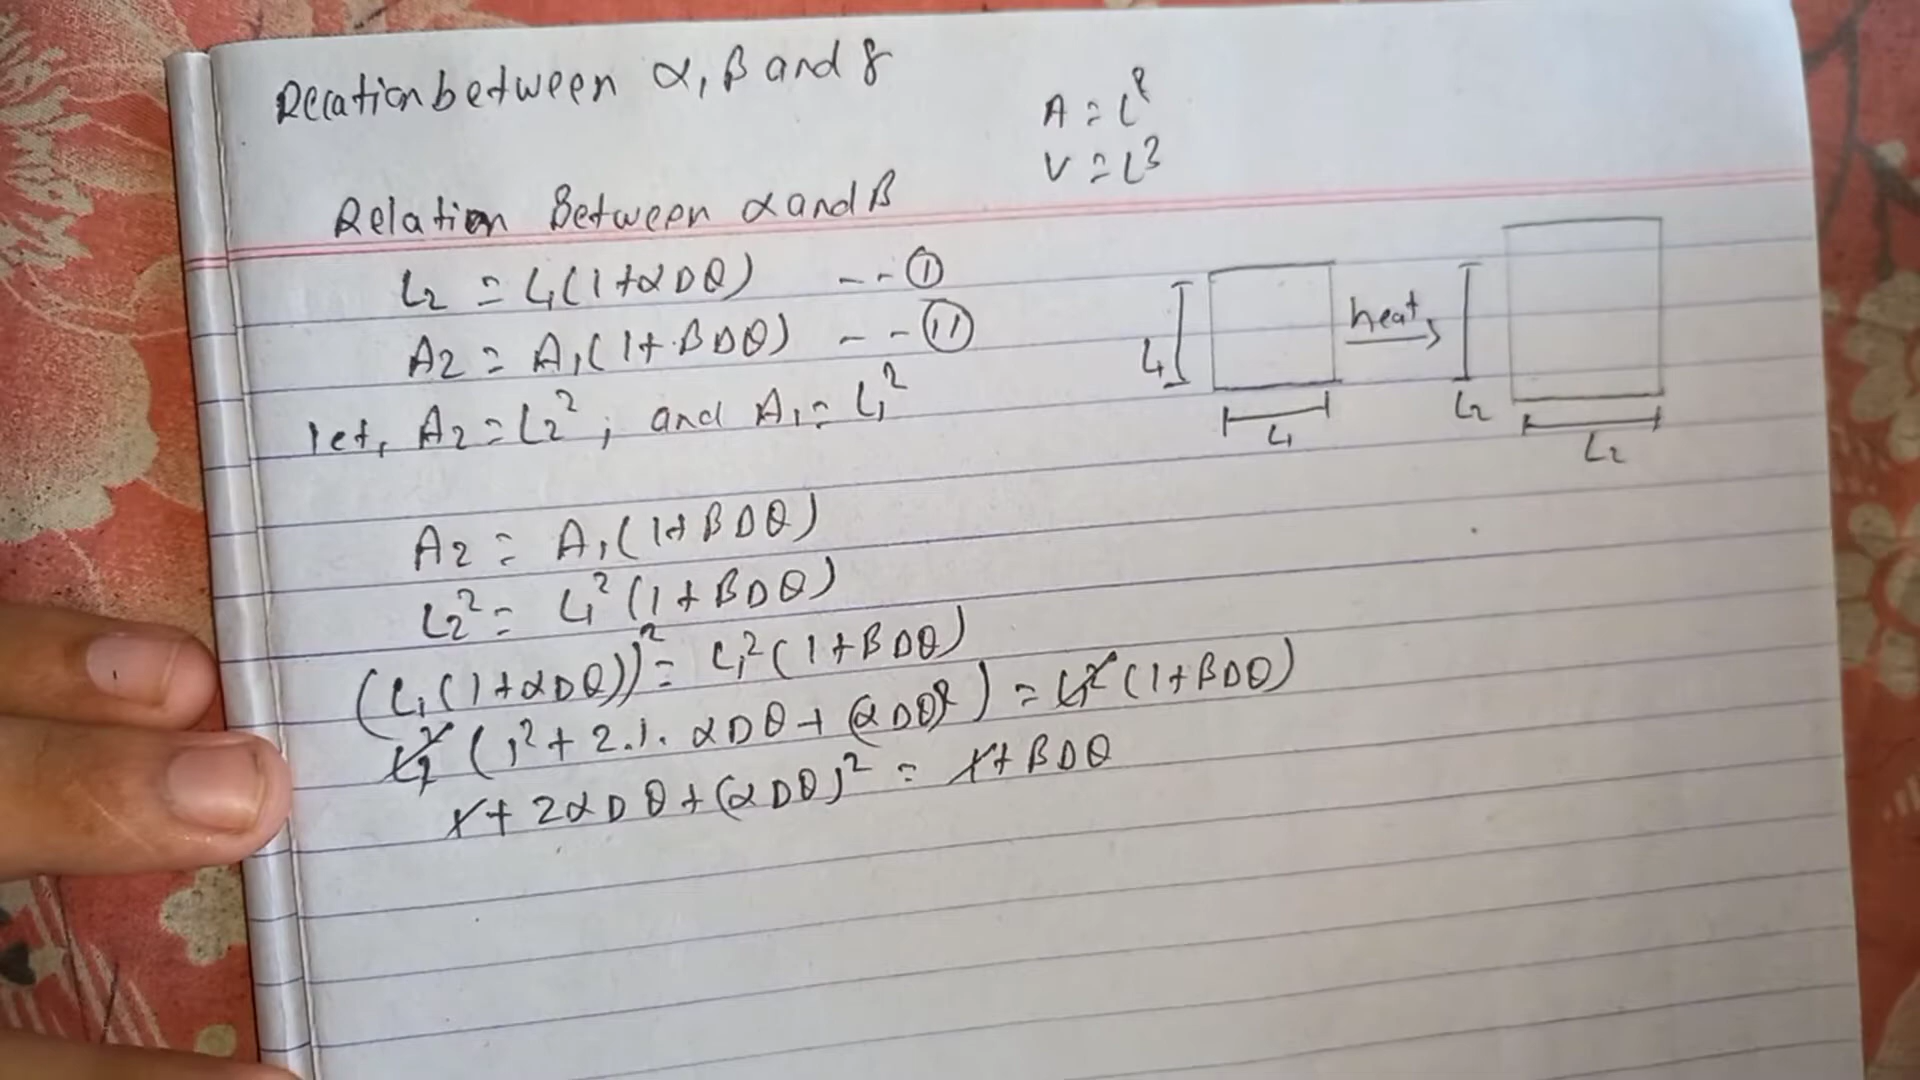 Relation between α, β and γ
A = L²
V = L³
Relation Between α and β
L₂ = L₁(1+αΔθ) --- ①
A₂ = A₁(1+βΔθ) --- ⑪
let, A₂ = L₂², and A₁ = L₁²
L₁
L₁
heat
L₂
L₂
A₂ = A₁(1+βΔθ)
L₂² = L₁²(1+βΔθ)
(L₁(1+αΔθ))² = L₁²(1+βΔθ)
L₁²(1²+2.1.αΔθ+(αΔθ)²) = L₁²(1+βΔθ)
1+2αΔθ+(αΔθ)² = 1+βΔθ